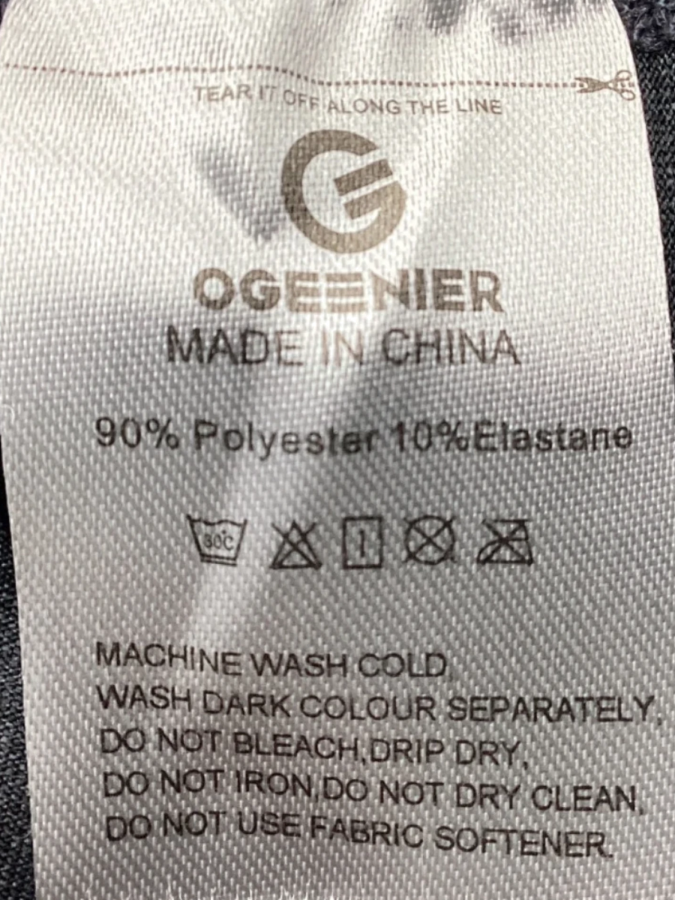 TEAR IT OFF ALONG THE LINE
OGEENIER
MADE IN CHINA
90% Polyester 10%Elastane
30°C
MACHINE WASH COLD
WASH DARK COLOUR SEPARATELY,
DO NOT BLEACH,DRIP DRY,
DO NOT IRON,DO NOT DRY CLEAN,
DO NOT USE FABRIC SOFTENER.